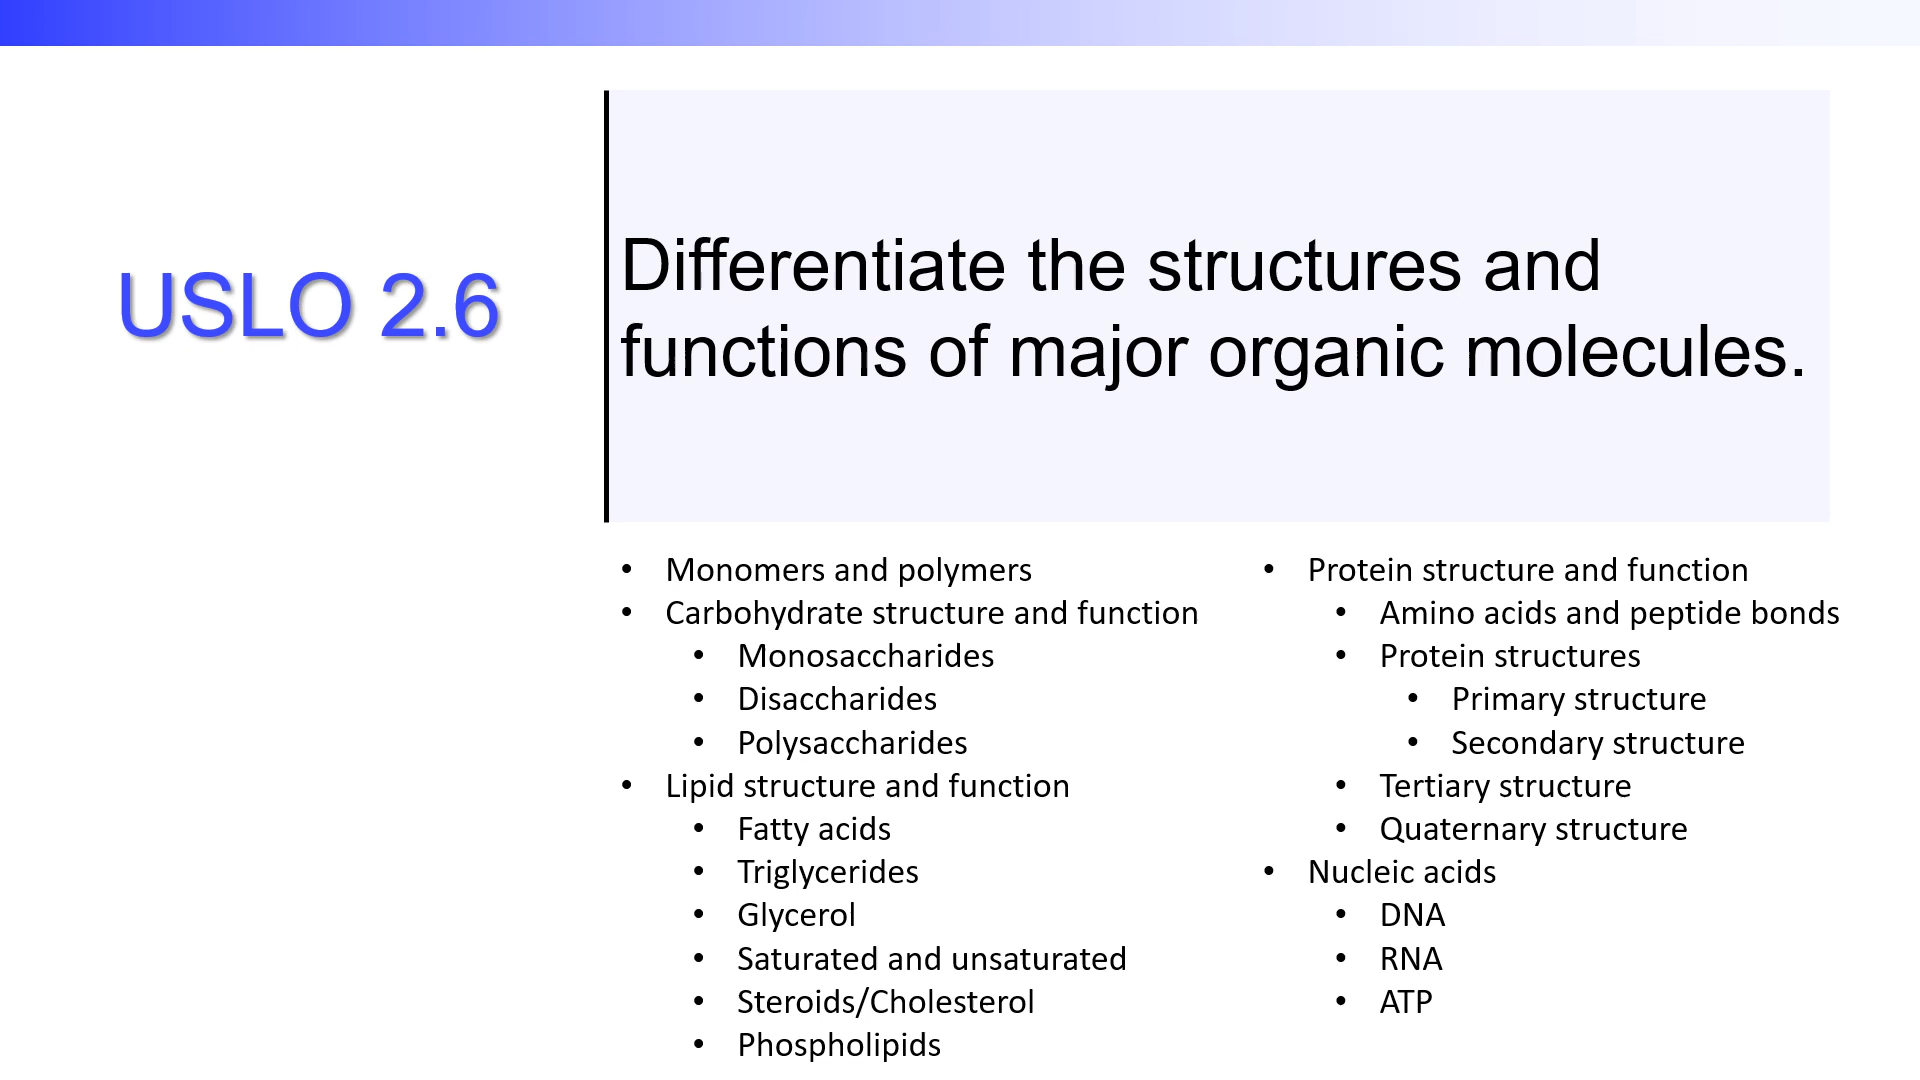 USLO 2.6
Differentiate the structures and
functions of major organic molecules.
• Monomers and polymers
• Carbohydrate structure and function
• Monosaccharides
• Disaccharides
• Polysaccharides
• Lipid structure and function
• Fatty acids
• Triglycerides
• Glycerol
• Saturated and unsaturated
• Steroids/Cholesterol
• Phospholipids
• Protein structure and function
• Amino acids and peptide bonds
• Protein structures
• Primary structure
• Secondary structure
• Tertiary structure
• Quaternary structure
• Nucleic acids
• DNA
• RNA
• ATP